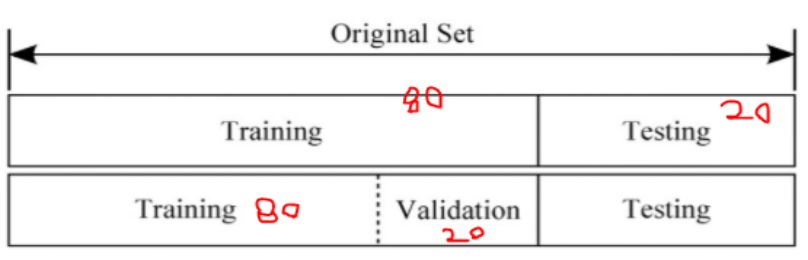 Original Set
80
Training
Testing 20
Training 80 Validation Testing
20